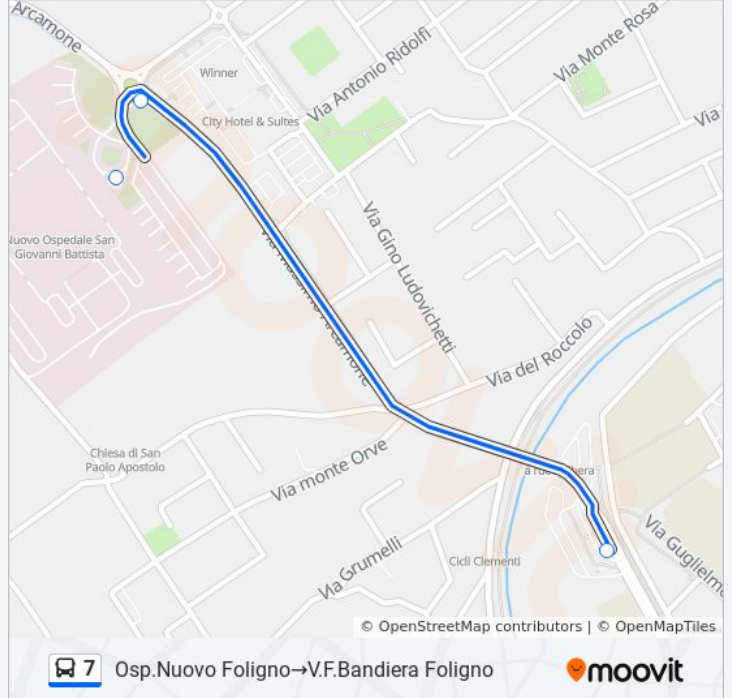 Arcamone
Winner
Via Antonio Ridolfi
Via Monte Rosa
City Hotel & Suites
Via
Nuovo Ospedale San
Giovanni Battista
Via Gino Ludovichetti
Via del Roccolo
Chiesa di San
Paolo Apostolo
Via monte Orve
Via Grumelli
Cicli Clementi
Via Guglielmo
© OpenStreetMap contributors | © OpenMapTiles
7 Osp.Nuovo Foligno→V.F.Bandiera Foligno
moovit